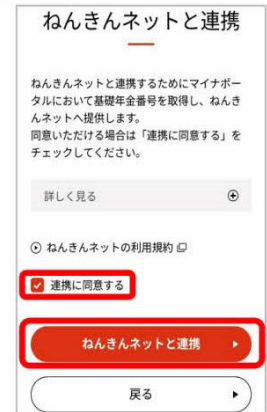 ねんきんネットと連携
ねんきんネットと連携するためにマイナポー
タルにおいて基礎年金番号を取得し、ねんき
んネットへ提供します。
同意いただける場合は「連携に同意する」を
チェックしてください。
詳しく見る
ねんきんネットの利用規約
連携に同意する
ねんきんネットと連携
戻る